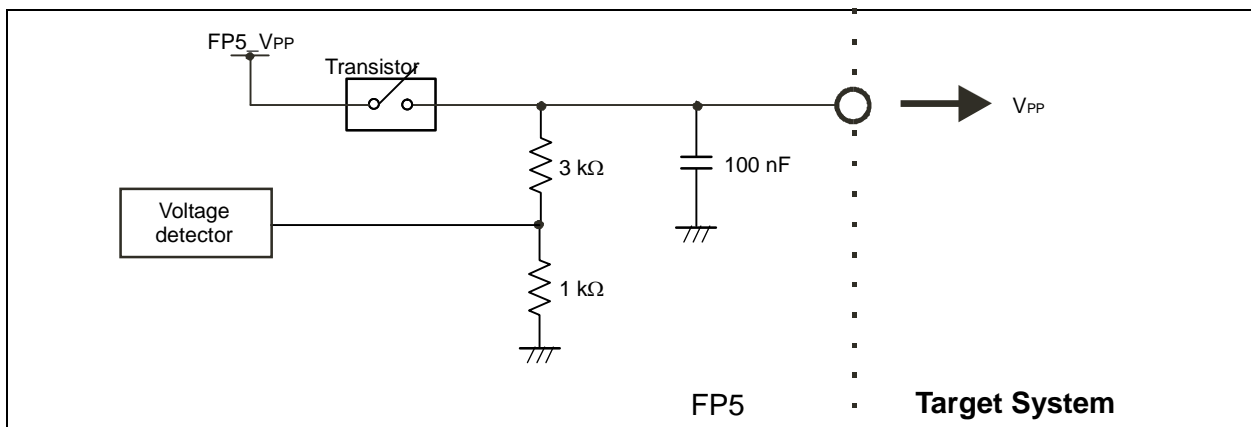 FP5_VPP
Transistor
VPP
3 kΩ
100 nF
Voltage
detector
1 kΩ
FP5
Target System